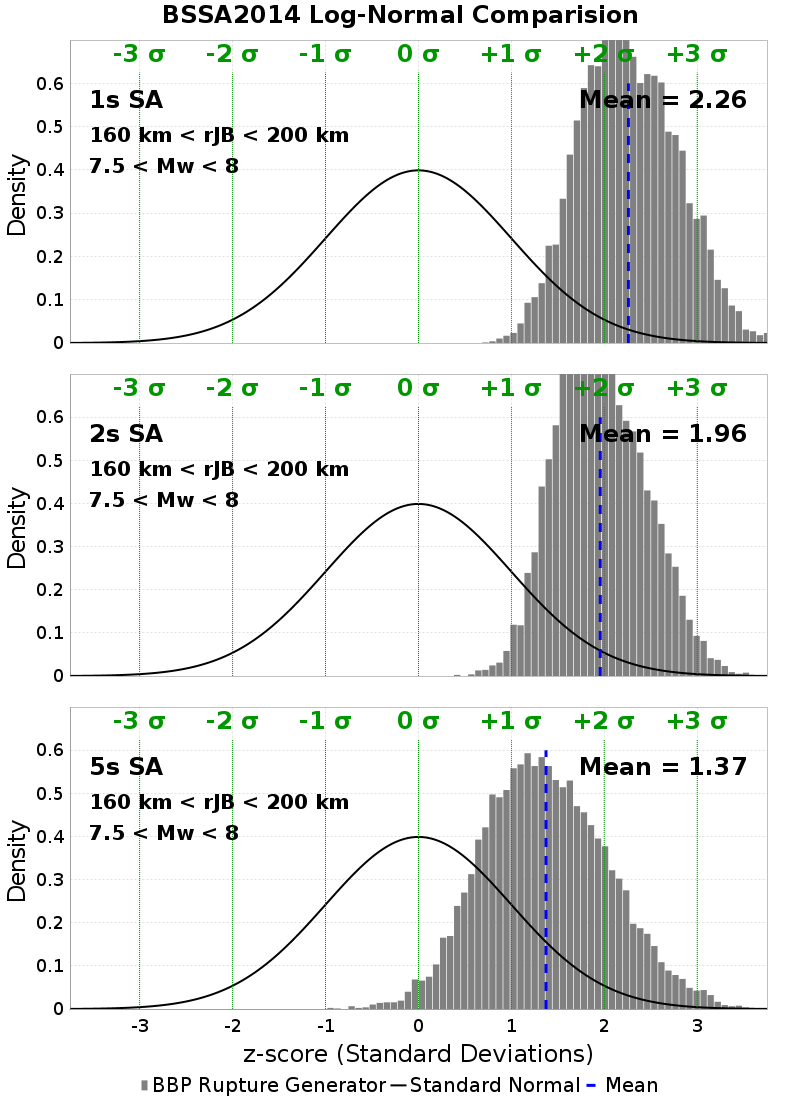 BSSA2014 Log-Normal Comparision
-3 σ -2 σ -1 σ 0 σ +1 σ +2 σ +3 σ
1s SA
Mean = 2.26
160 km < rJB < 200 km
7.5 < Mw < 8
Density
0.6
0.5
0.4
0.3
0.2
0.1
0
-3 σ -2 σ -1 σ 0 σ +1 σ +2 σ +3 σ
2s SA
Mean = 1.96
160 km < rJB < 200 km
7.5 < Mw < 8
Density
0.6
0.5
0.4
0.3
0.2
0.1
0
-3 σ -2 σ -1 σ 0 σ +1 σ +2 σ +3 σ
5s SA
Mean = 1.37
160 km < rJB < 200 km
7.5 < Mw < 8
Density
0.6
0.5
0.4
0.3
0.2
0.1
0
-3 -2 -1 0 1 2 3
z-score (Standard Deviations)
BBP Rupture Generator Standard Normal Mean